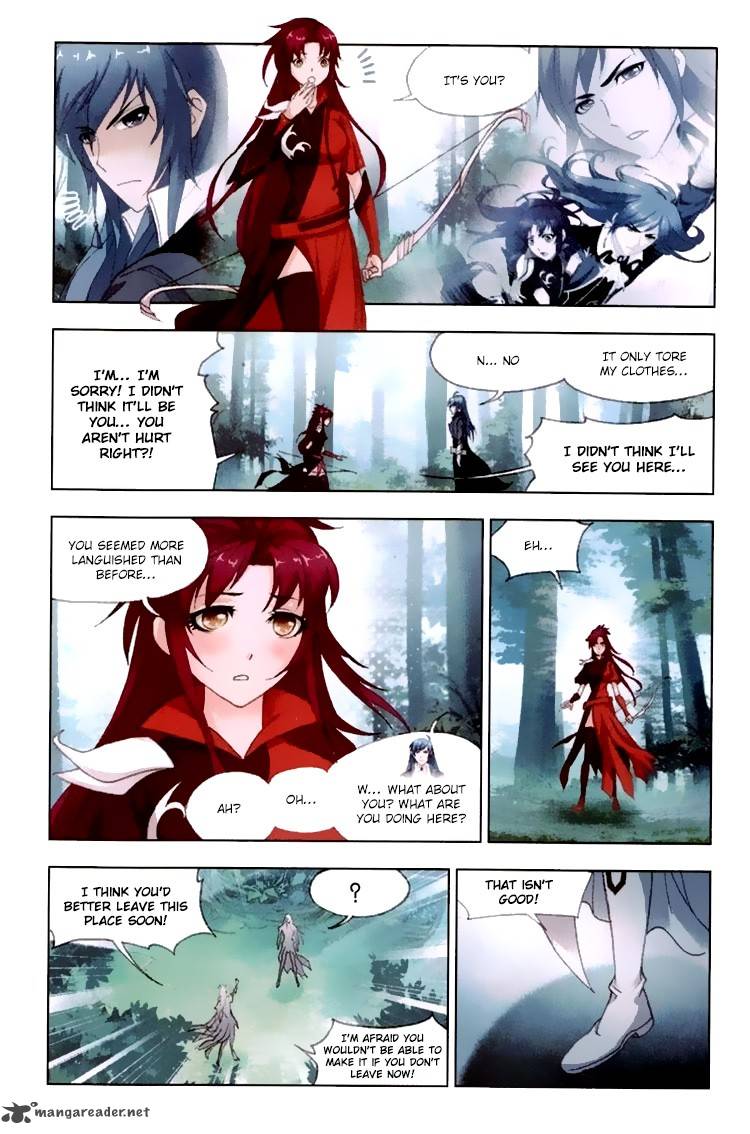 IT'S YOU?
I'M... I'M
SORRY! I DIDN'T
THINK IT'LL BE
YOU... YOU
AREN'T HURT
RIGHT?!
N... NO
IT ONLY TORE
MY CLOTHES...
I DIDN'T THINK I'LL
SEE YOU HERE...
YOU SEEMED MORE
LANGUISHED THAN
BEFORE...
AH?
OH...
W... WHAT ABOUT
YOU? WHAT ARE
YOU DOING HERE?
EH...
I THINK YOU'D
BETTER LEAVE THIS
PLACE SOON!
?
I'M AFRAID YOU
WOULDN'T BE ABLE TO
MAKE IT IF YOU DON'T
LEAVE NOW!
THAT ISN'T
GOOD!
mangareader.net